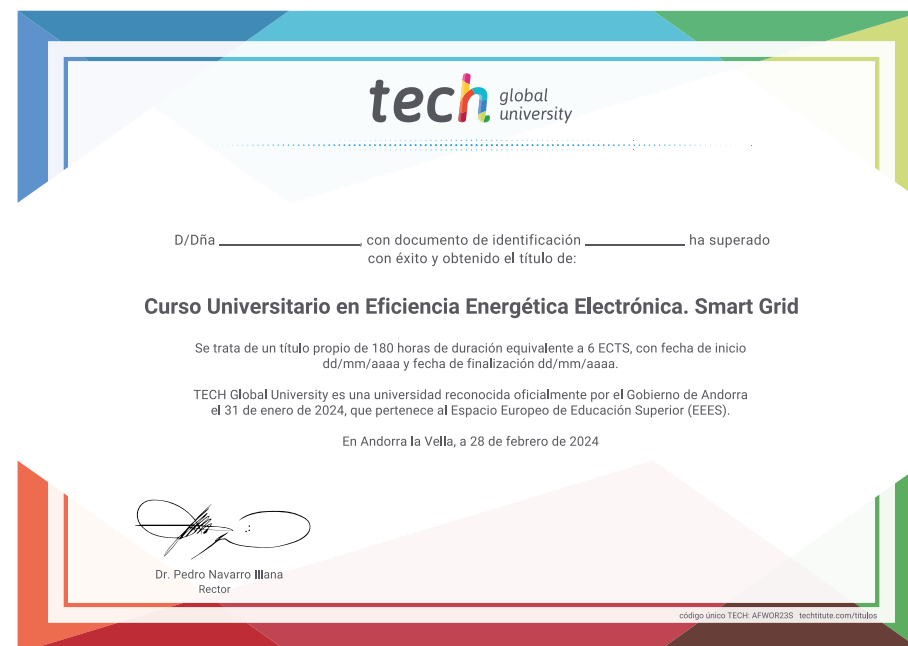 tech global university
D/Dña ____________, con documento de identificación ____________ ha superado
con éxito y obtenido el título de:
Curso Universitario en Eficiencia Energética Electrónica. Smart Grid
Se trata de un título propio de 180 horas de duración equivalente a 6 ECTS, con fecha de inicio
dd/mm/aaaa y fecha de finalización dd/mm/aaaa.
TECH Global University es una universidad reconocida oficialmente por el Gobierno de Andorra
el 31 de enero de 2024, que pertenece al Espacio Europeo de Educación Superior (EEES).
En Andorra la Vella, a 28 de febrero de 2024
Dr. Pedro Navarro Illana
Rector
código único TECH: AFWOR23S techtitute.com/titulos